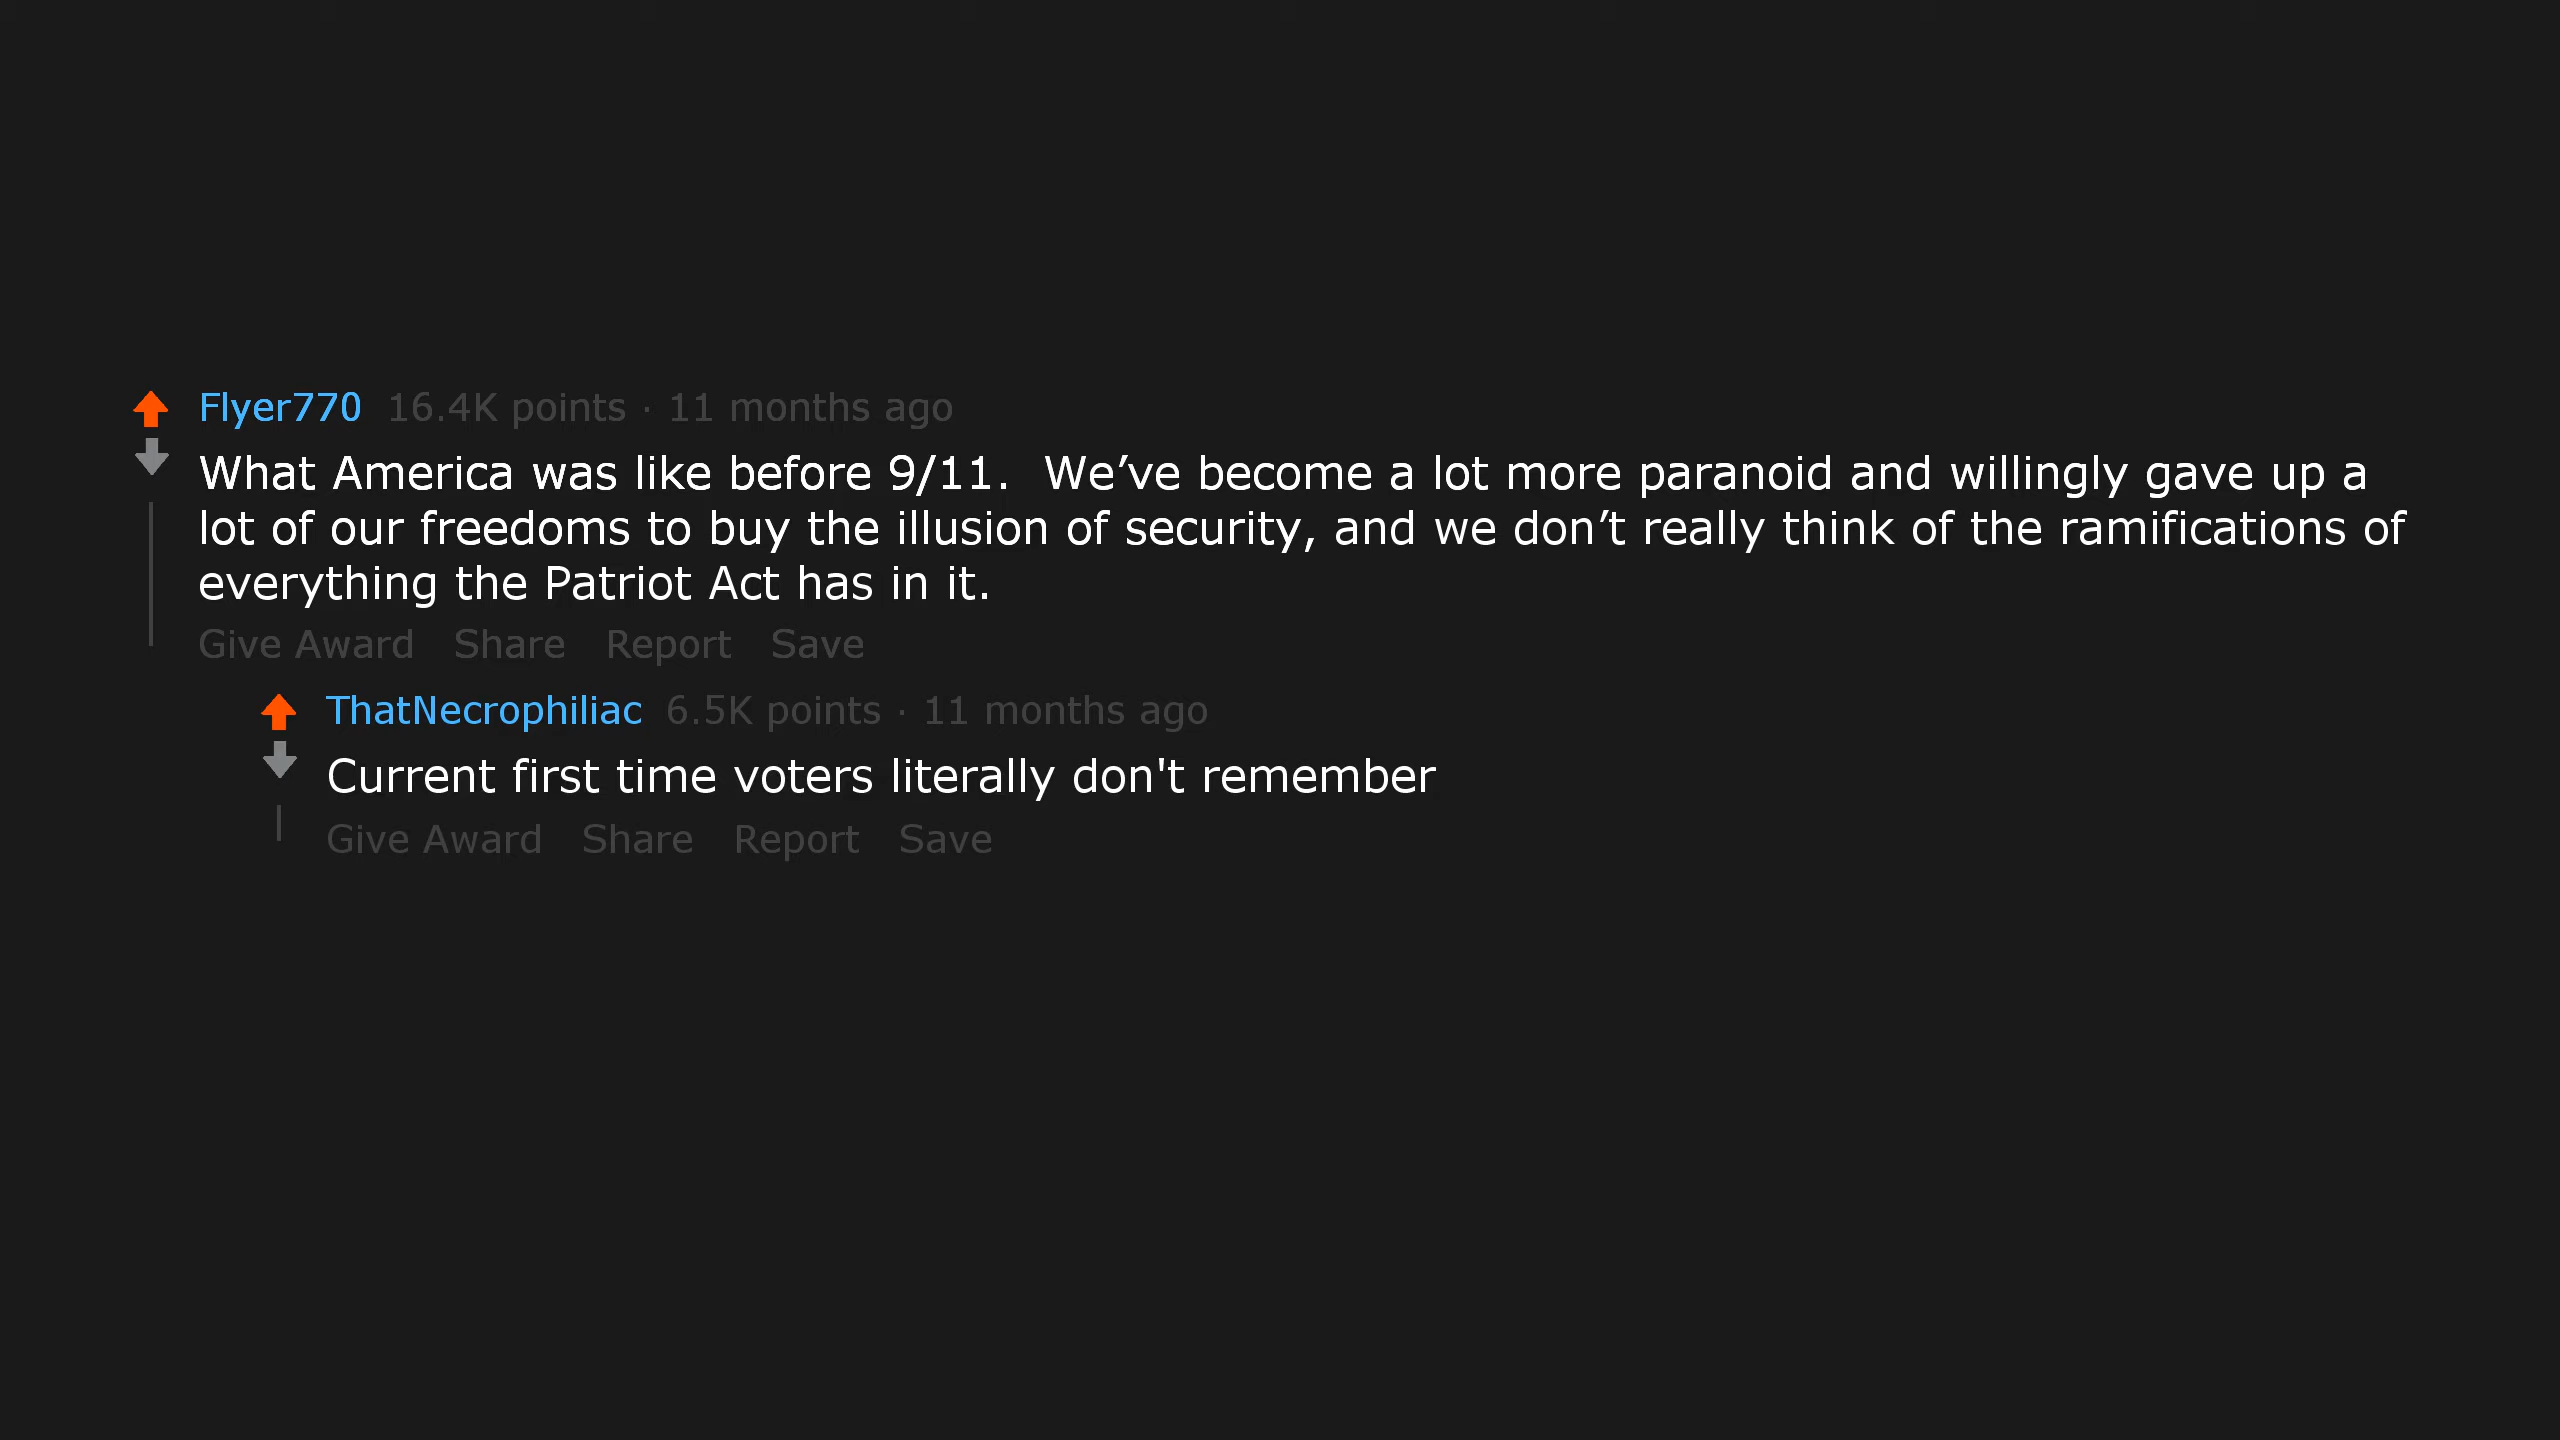 Flyer770 16.4K points · 11 months ago
What America was like before 9/11.  We’ve become a lot more paranoid and willingly gave up a
lot of our freedoms to buy the illusion of security, and we don’t really think of the ramifications of
everything the Patriot Act has in it.
Give Award Share Report Save
ThatNecrophiliac 6.5K points · 11 months ago
Current first time voters literally don't remember
Give Award Share Report Save